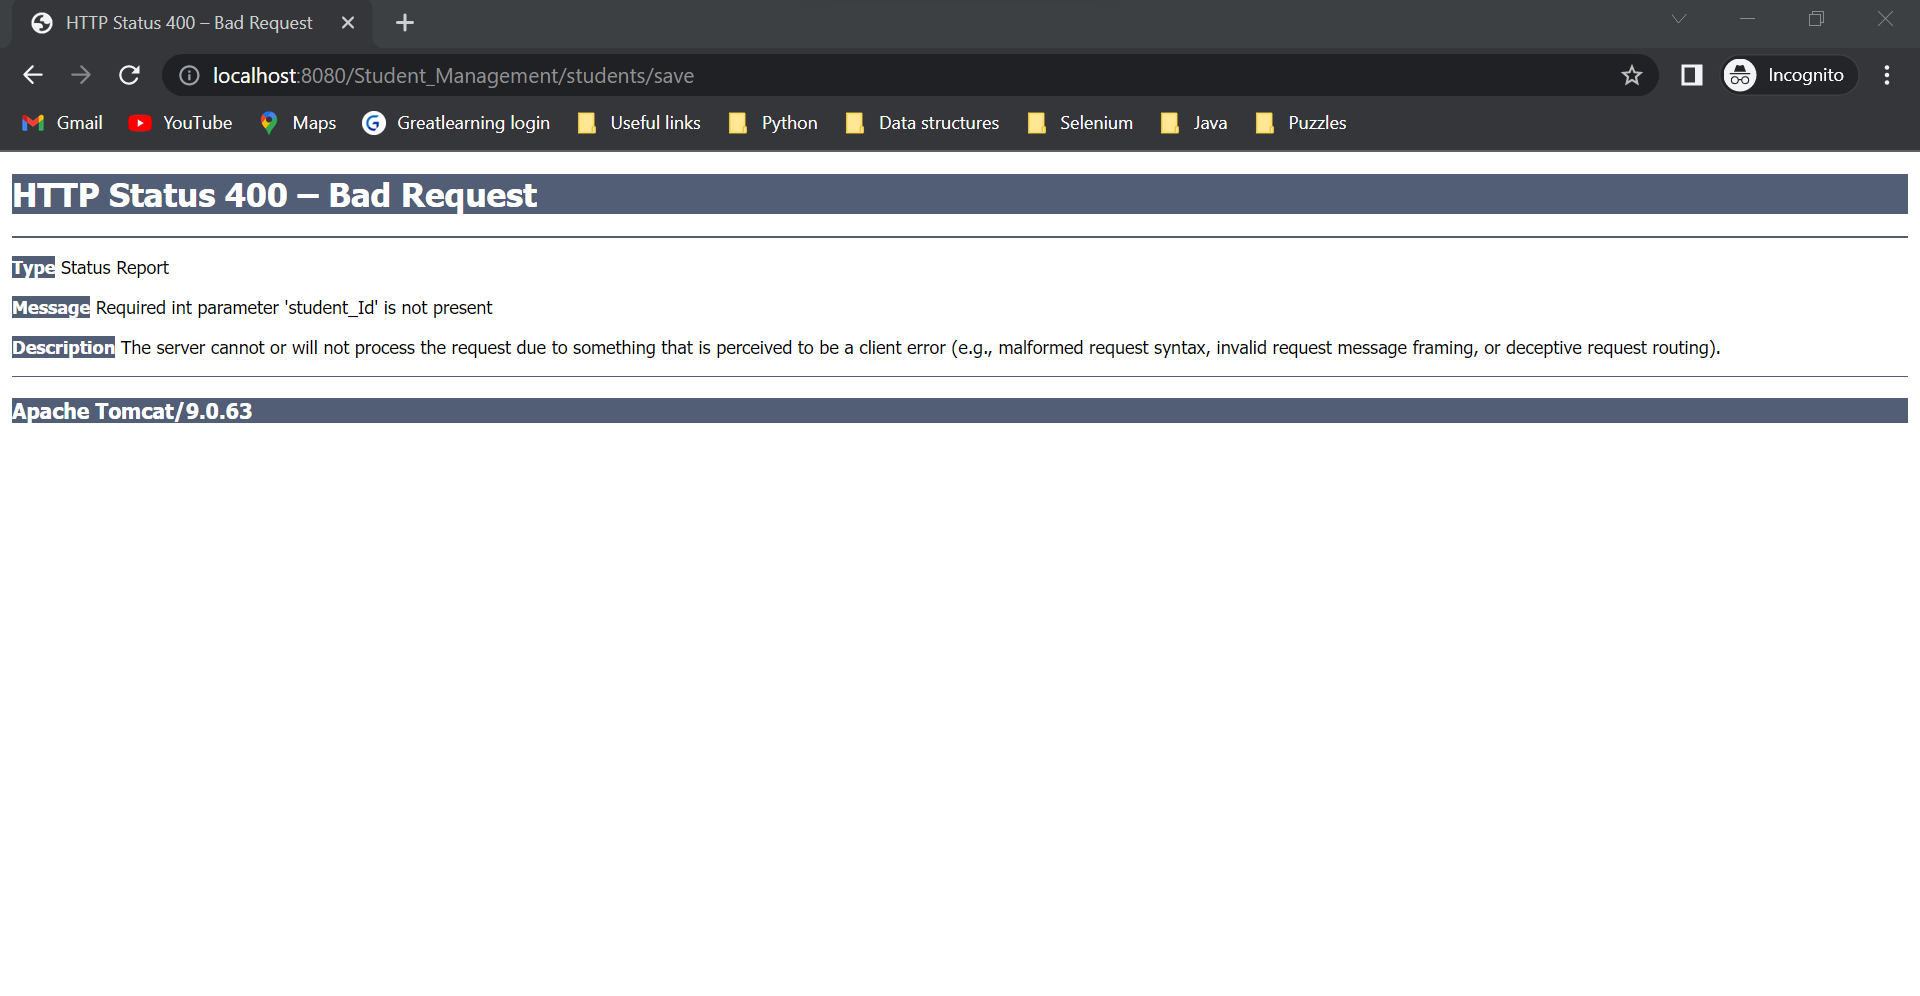 HTTP Status 400 – Bad Request
localhost:8080/Student_Management/students/save
Incognito
Gmail YouTube Maps Greatlearning login Useful links Python Data structures Selenium Java Puzzles
HTTP Status 400 – Bad Request
Type Status Report
Message Required int parameter 'student_Id' is not present
Description The server cannot or will not process the request due to something that is perceived to be a client error (e.g., malformed request syntax, invalid request message framing, or deceptive request routing).
Apache Tomcat/9.0.63